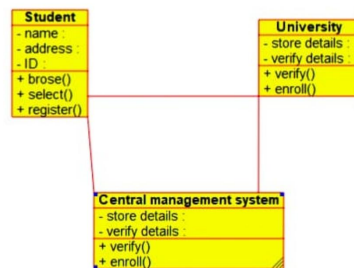 Student
- name :
- address :
- ID :
+ brose()
+ select()
+ register()
University
- store details :
- verify details :
+ verify()
+ enroll()
Central management system
- store details :
- verify details :
+ verify()
+ enroll()